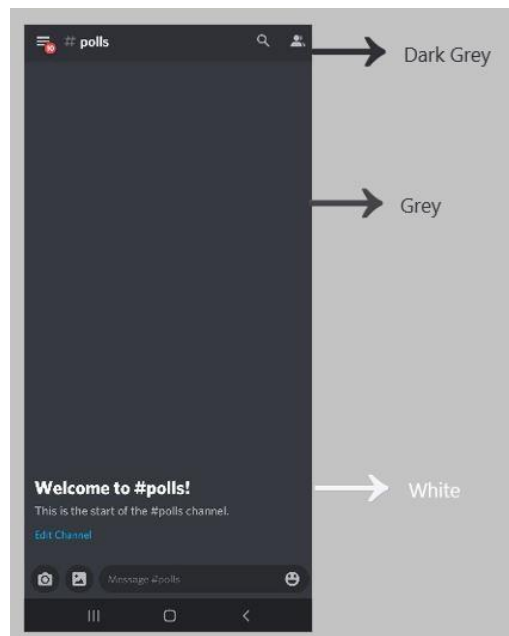 10
# polls
Dark Grey
Grey
Welcome to #polls!
This is the start of the #polls channel.
White
Edit Channel
Message #polls